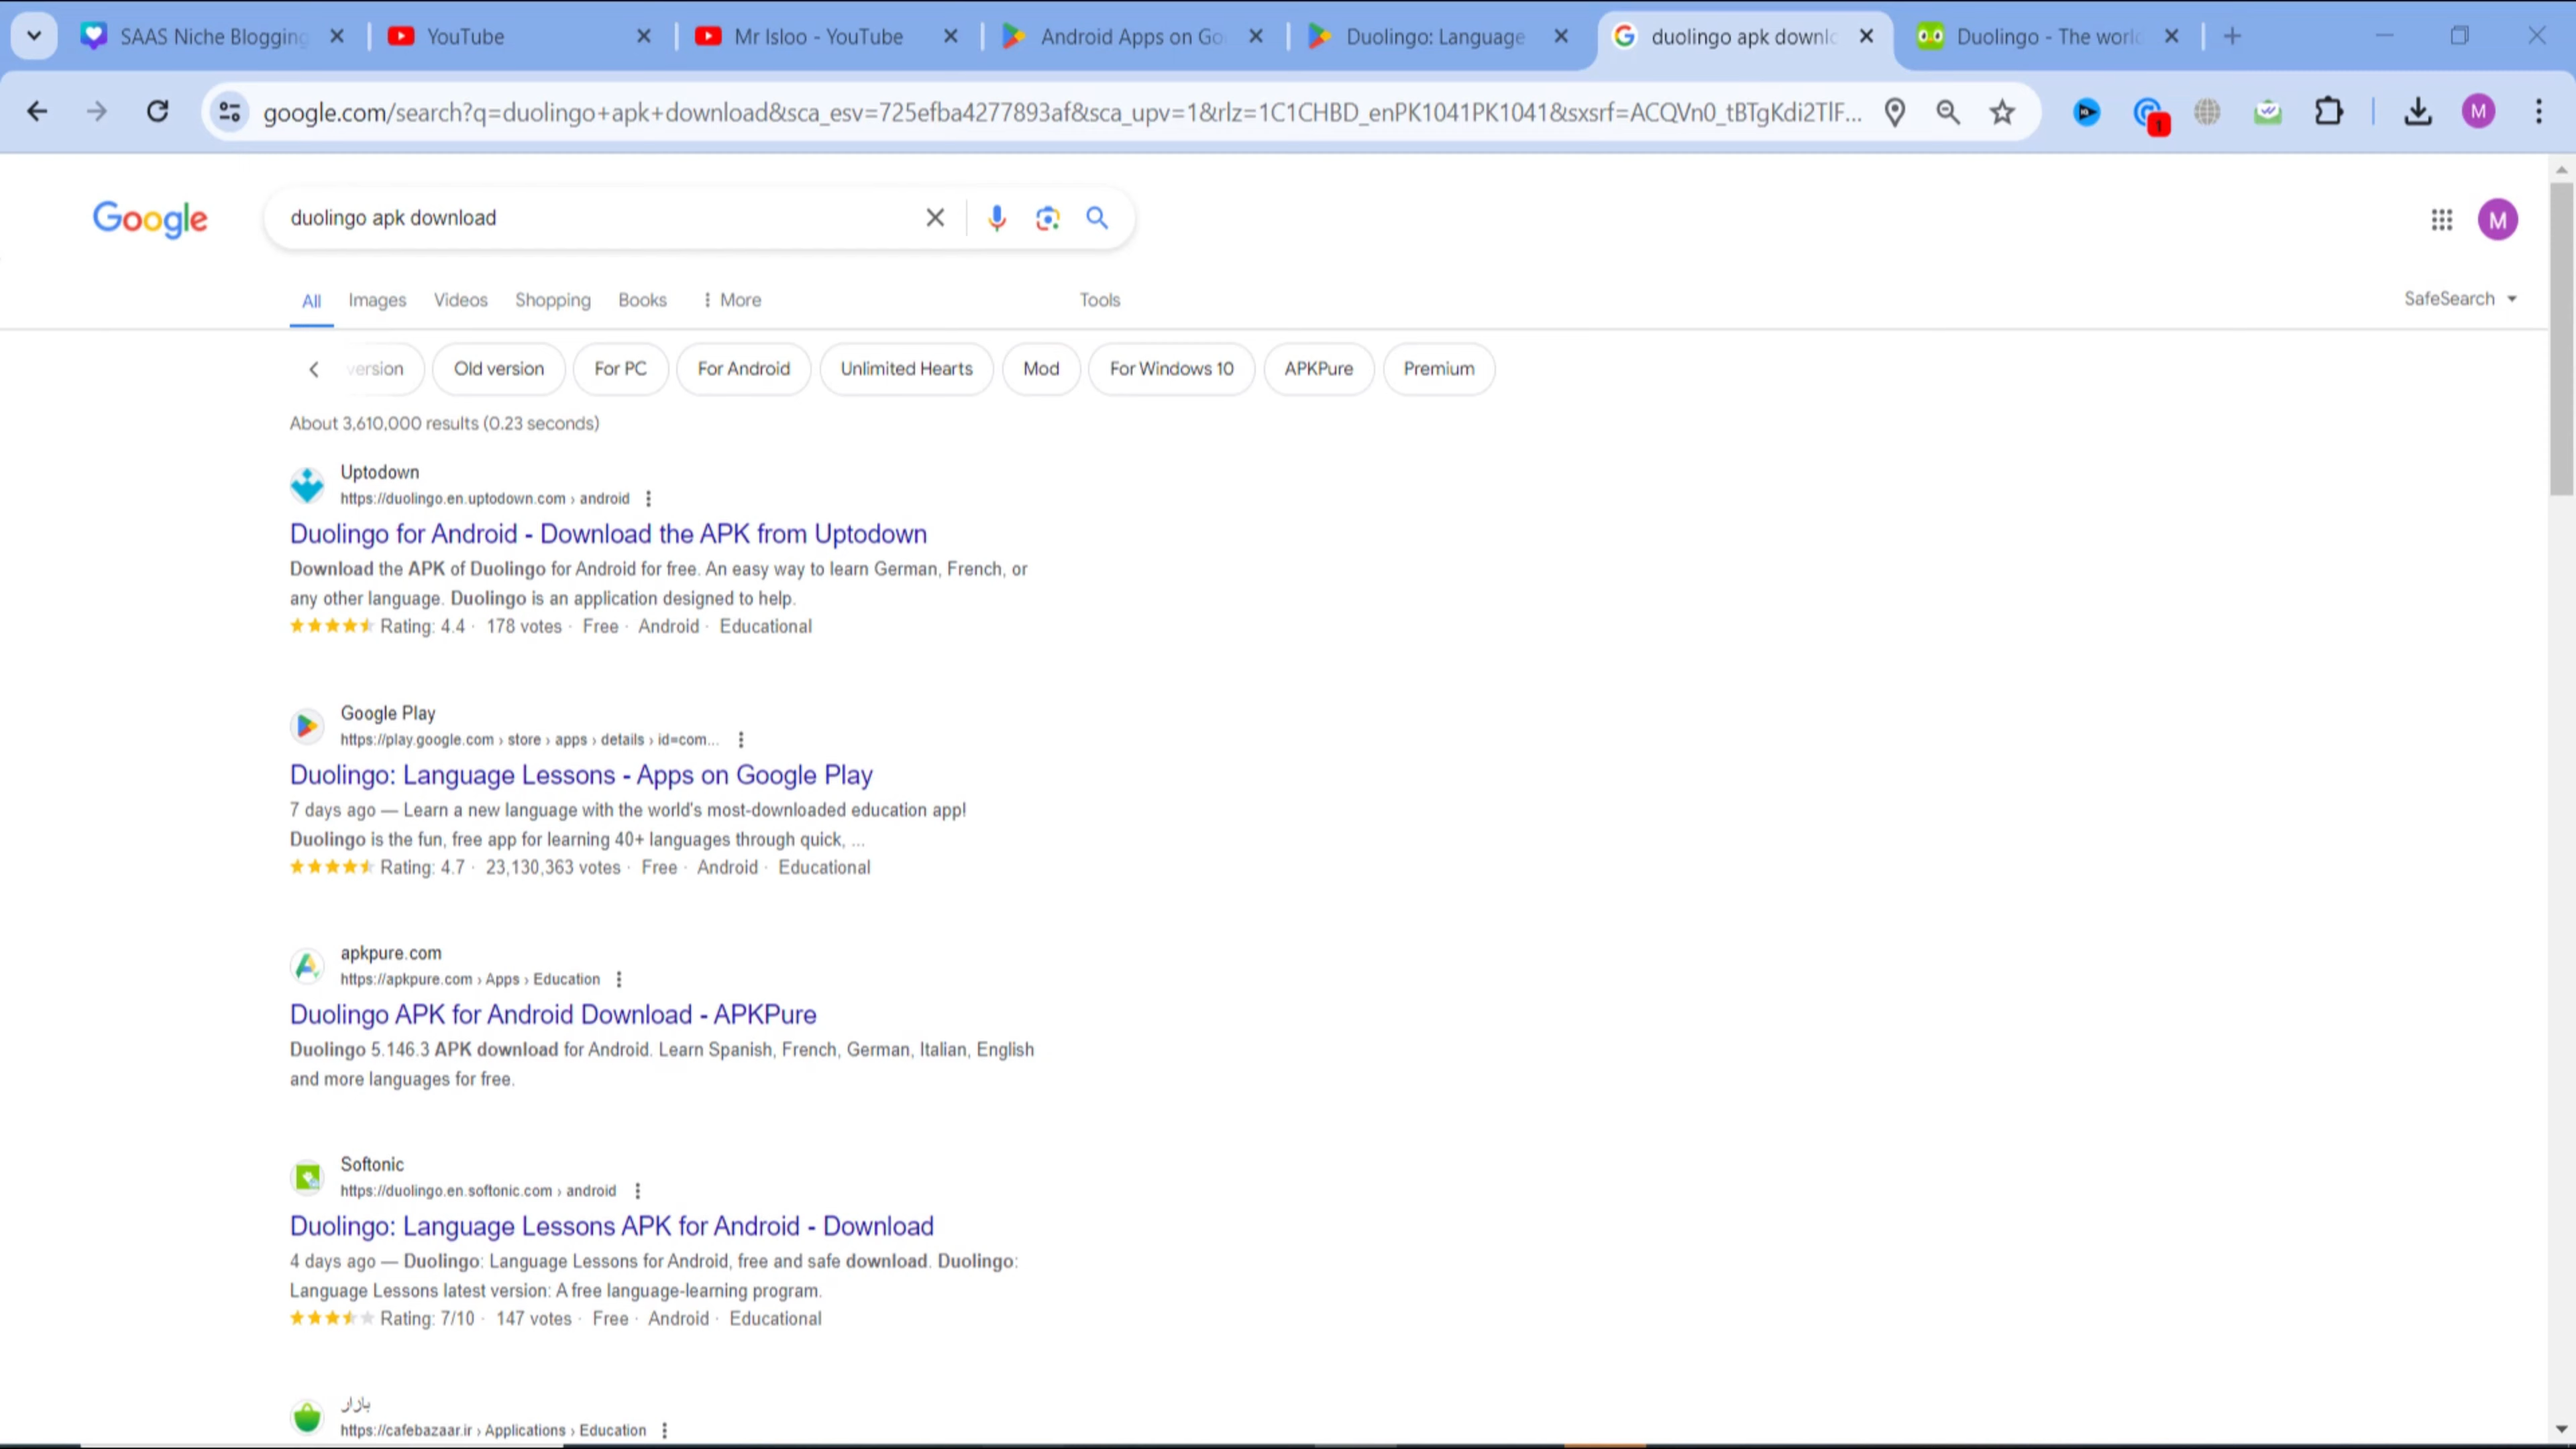 SAAS Niche Blogging
YouTube
Mr Isloo - YouTube
Android Apps on Go
Duolingo: Language
duolingo apk downlo
Duolingo - The world
google.com/search?q=duolingo+apk+download&sca_esv=725efba4277893af&sca_upv=1&rlz=1C1CHBD_enPK1041PK1041&sxsrf=ACQVn0_tBTgKdi2TlF...
1
M
Google
duolingo apk download
M
All
Images
Videos
Shopping
Books
More
Tools
SafeSearch
version
Old version
For PC
For Android
Unlimited Hearts
Mod
For Windows 10
APKPure
Premium
About 3,610,000 results (0.23 seconds)
Uptodown
https://duolingo.en.uptodown.com › android
Duolingo for Android - Download the APK from Uptodown
Download the APK of Duolingo for Android for free. An easy way to learn German, French, or
any other language. Duolingo is an application designed to help.
Rating: 4.4 · 178 votes · Free · Android · Educational
Google Play
https://play.google.com › store › apps › details › id=com...
Duolingo: Language Lessons - Apps on Google Play
7 days ago — Learn a new language with the world's most-downloaded education app!
Duolingo is the fun, free app for learning 40+ languages through quick, ...
Rating: 4.7 · 23,130,363 votes · Free · Android · Educational
apkpure.com
https://apkpure.com › Apps › Education
Duolingo APK for Android Download - APKPure
Duolingo 5.146.3 APK download for Android. Learn Spanish, French, German, Italian, English
and more languages for free.
Softonic
https://duolingo.en.softonic.com › android
Duolingo: Language Lessons APK for Android - Download
4 days ago — Duolingo: Language Lessons for Android, free and safe download. Duolingo:
Language Lessons latest version: A free language-learning program.
Rating: 7/10 · 147 votes · Free · Android · Educational
بازار
https://cafebazaar.ir › Applications › Education